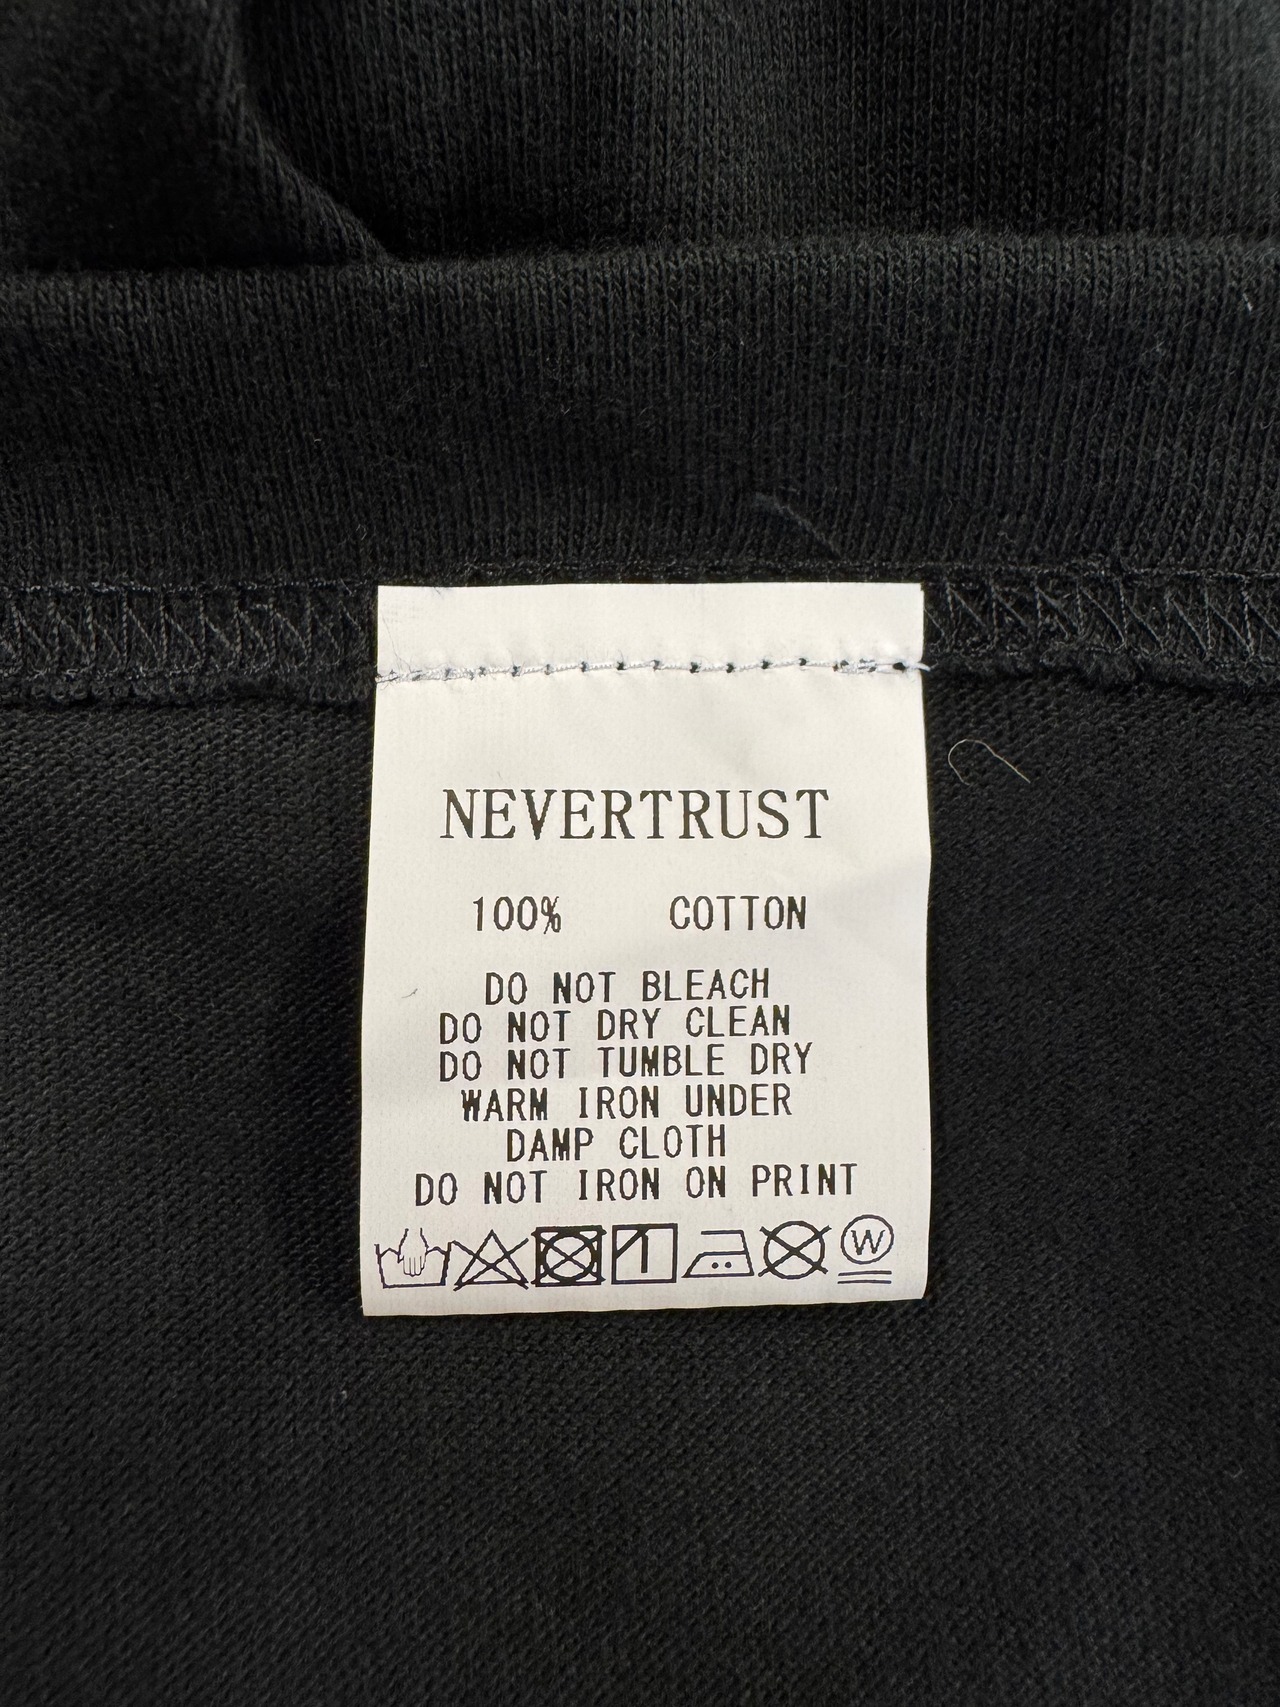 NEVERTRUST
100% COTTON
DO NOT BLEACH
DO NOT DRY CLEAN
DO NOT TUMBLE DRY
WARM IRON UNDER
DAMP CLOTH
DO NOT IRON ON PRINT
W